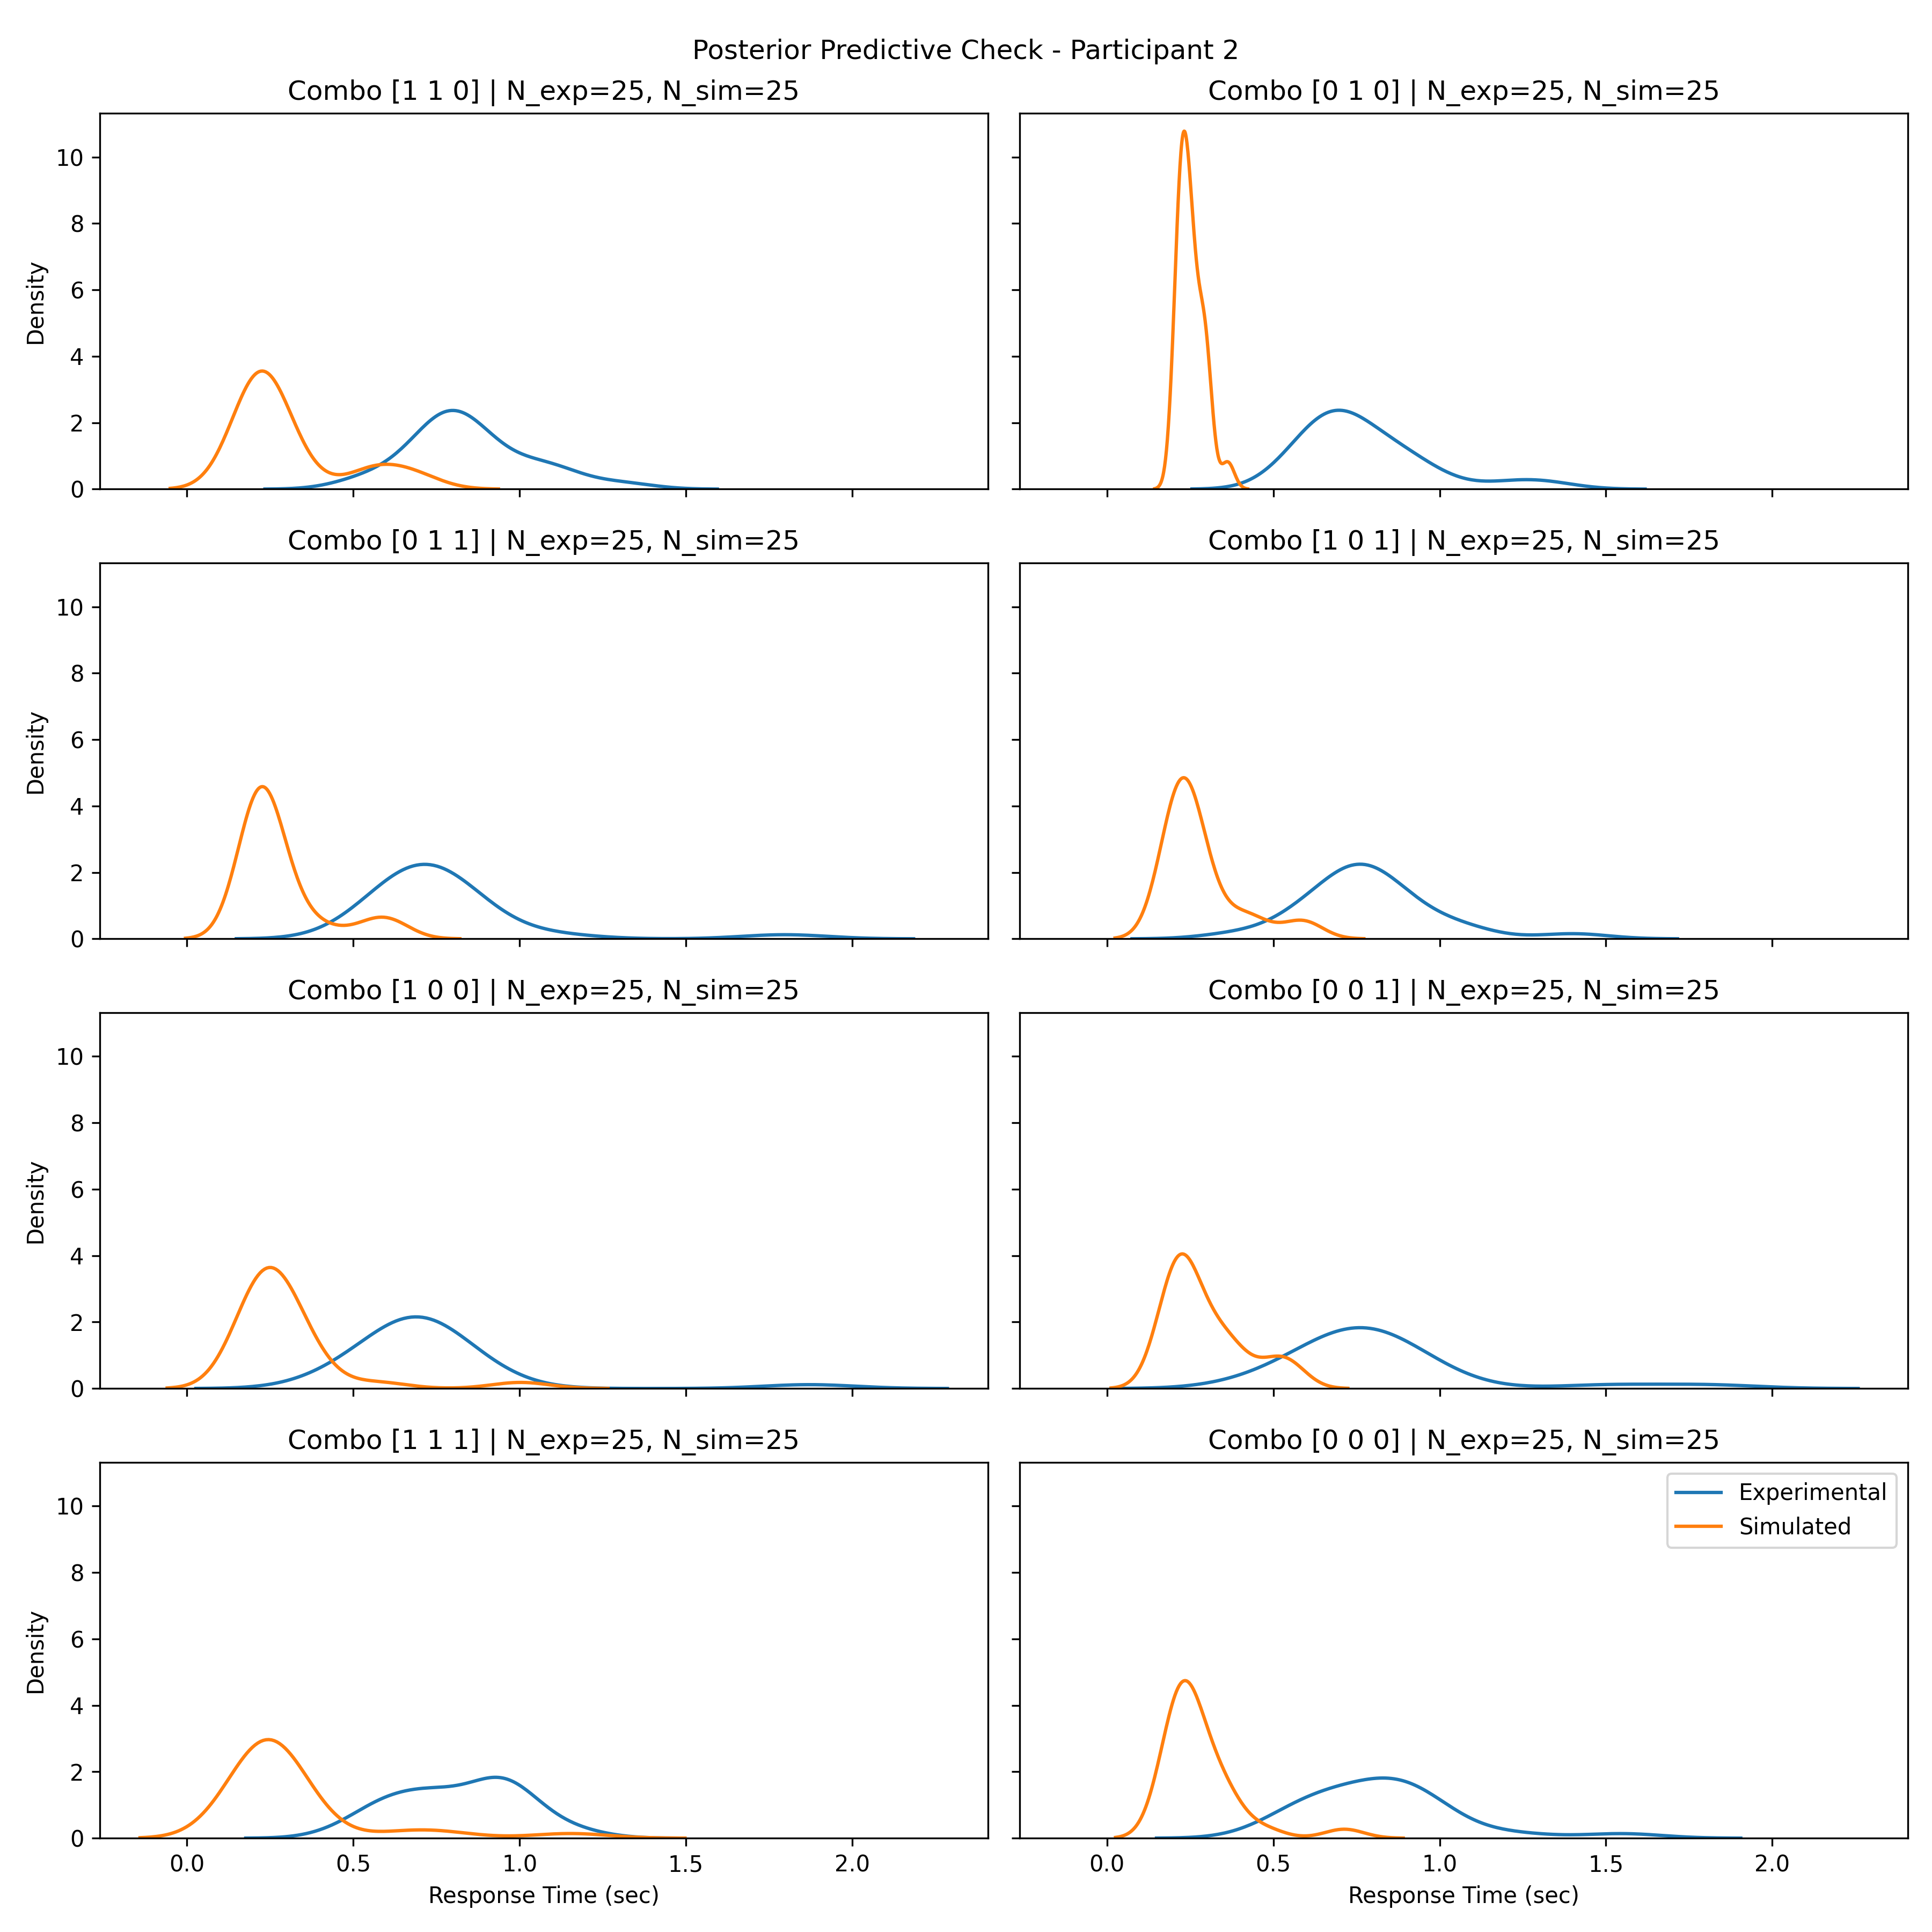 Posterior Predictive Check - Participant 2
Combo [1 1 0] | N_exp=25, N_sim=25
Combo [0 1 0] | N_exp=25, N_sim=25
Density
10
8
6
4
2
0
Combo [0 1 1] | N_exp=25, N_sim=25
Combo [1 0 1] | N_exp=25, N_sim=25
Density
10
8
6
4
2
0
Combo [1 0 0] | N_exp=25, N_sim=25
Combo [0 0 1] | N_exp=25, N_sim=25
Density
10
8
6
4
2
0
Combo [1 1 1] | N_exp=25, N_sim=25
Combo [0 0 0] | N_exp=25, N_sim=25
Density
10
8
6
4
2
0
Experimental
Simulated
0.0 0.5 1.0 1.5 2.0
0.0 0.5 1.0 1.5 2.0
Response Time (sec)
Response Time (sec)